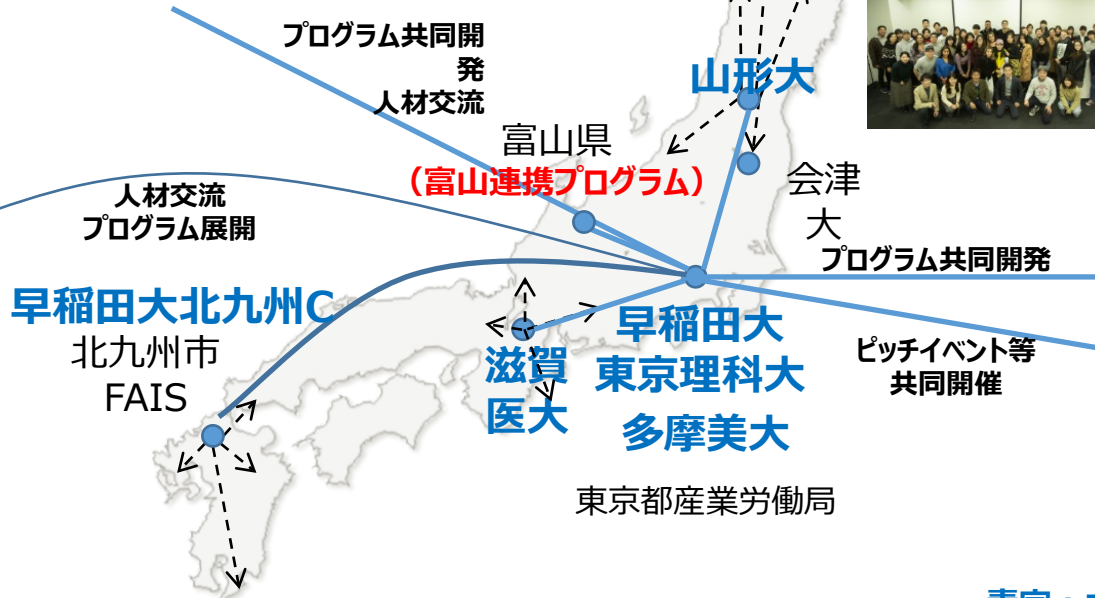 プログラム共同開
発
人材交流
山形大
富山県
（富山連携プログラム）
会津
大
人材交流
プログラム展開
プログラム共同開発
早稲田大北九州C
北九州市
FAIS
滋賀
医大
早稲田大
東京理科大
多摩美大
ピッチイベント等
共同開催
東京都産業労働局